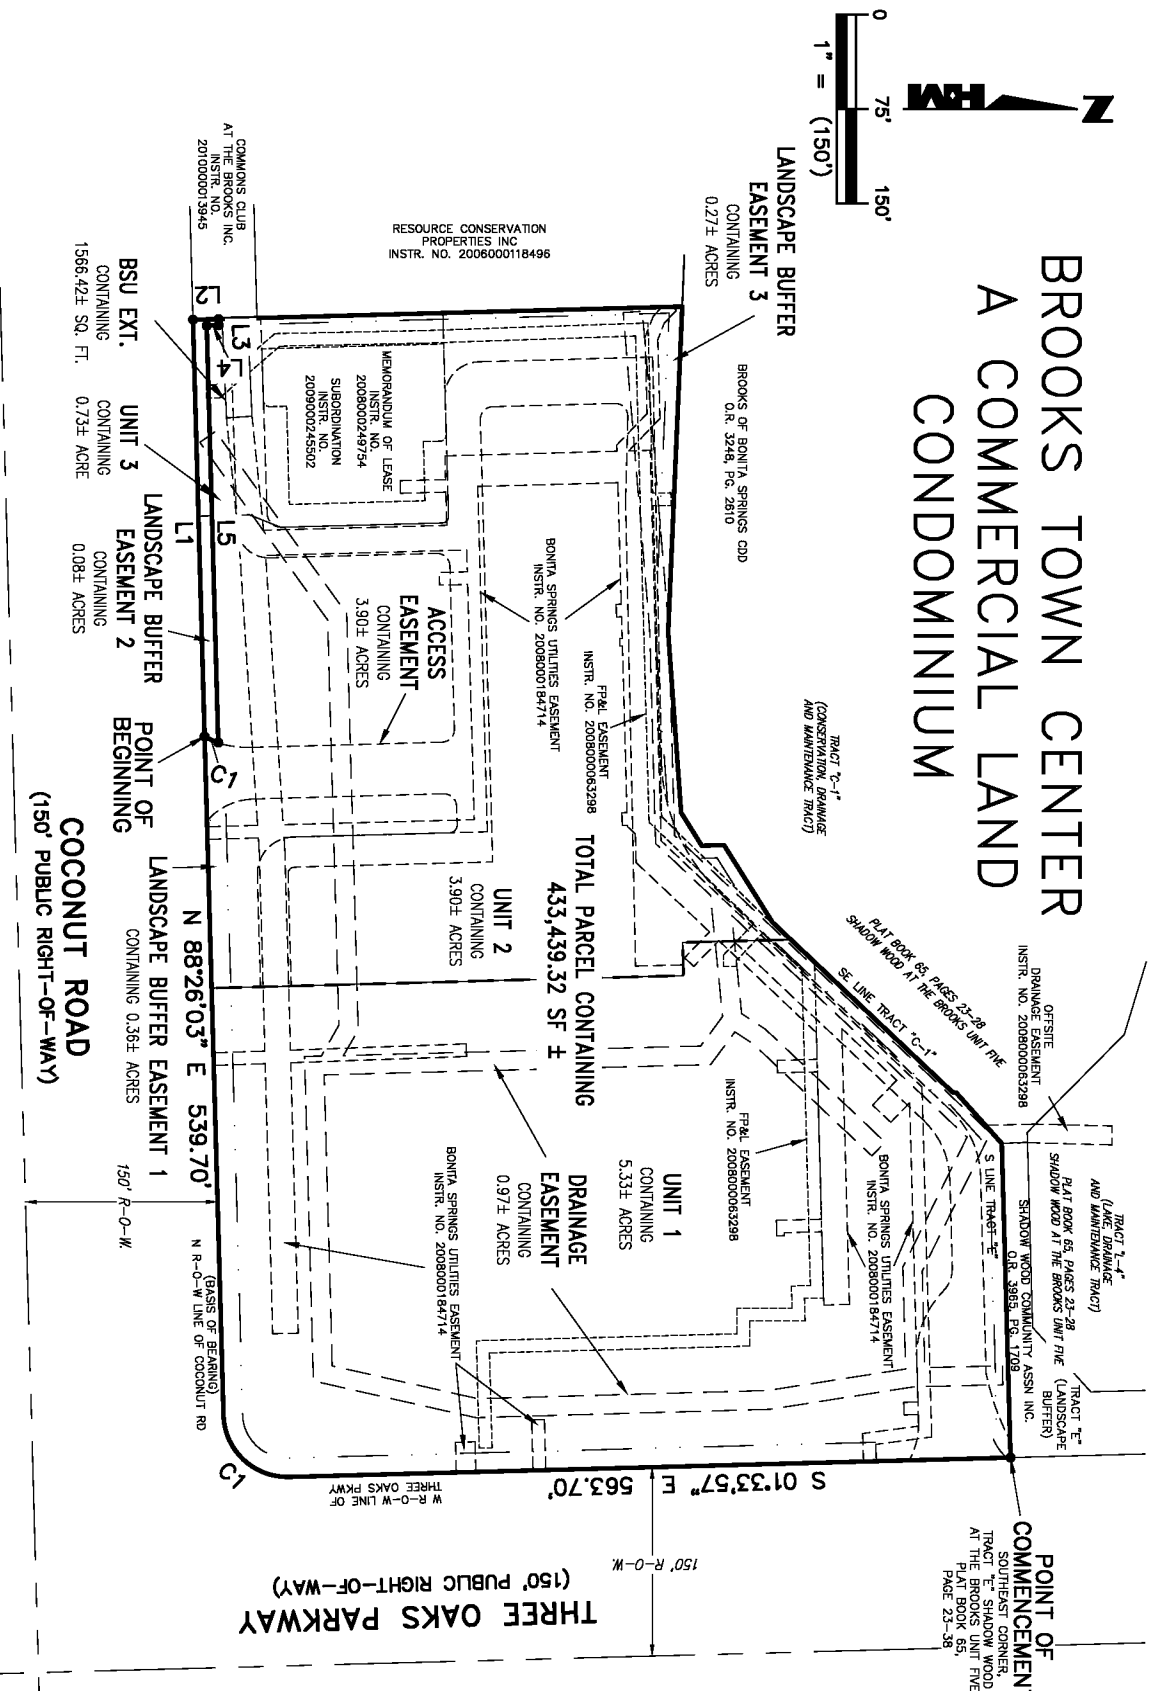 BROOKS TOWN CENTER
A COMMERCIAL LAND
CONDOMINIUM
Z
HM
0
75'
150'
1" = (150')
LANDSCAPE BUFFER
EASEMENT 3
CONTAINING
0.27± ACRES
BROOKS OF BONITA SPRINGS CDD
O.R. 3248, PG. 2610
TRACT "C-1"
(CONSERVATION, DRAINAGE
AND MAINTENANCE TRACT)
PLAT BOOK 65, PAGES 23-28
SHADOW WOOD AT THE BROOKS UNIT FIVE
SE LINE TRACT "C-1"
OFFSITE
DRAINAGE EASEMENT
INSTR. NO. 2008000063298
TRACT "L-4"
(LAKE, DRAINAGE
AND MAINTENANCE TRACT)
PLAT BOOK 65, PAGES 23-28
SHADOW WOOD AT THE BROOKS UNIT FIVE
TRACT "E"
(LANDSCAPE
BUFFER)
SHADOW WOOD COMMUNITY ASSN INC.
O.R. 3965, PG. 1709
S LINE TRACT "E"
POINT OF
COMMENCEMENT
SOUTHEAST CORNER,
TRACT "E" SHADOW WOOD
AT THE BROOKS UNIT FIVE
PLAT BOOK 65,
PAGE 23-38
RESOURCE CONSERVATION
PROPERTIES INC
INSTR. NO. 2006000118496
COMMONS CLUB
AT THE BROOKS INC.
INSTR. NO.
2010000013945
MEMORANDUM OF LEASE
INSTR. NO.
2008000249754
SUBORDINATION
INSTR. NO.
2009000245502
BONITA SPRINGS UTILITIES EASEMENT
INSTR. NO. 2008000184714
FP&L EASEMENT
INSTR. NO. 2008000063298
TOTAL PARCEL CONTAINING
433,439.32 SF ±
ACCESS
EASEMENT
CONTAINING
3.90± ACRES
UNIT 2
CONTAINING
3.90± ACRES
UNIT 1
CONTAINING
5.33± ACRES
FP&L EASEMENT
INSTR. NO. 2008000063298
BONITA SPRINGS UTILITIES EASEMENT
INSTR. NO. 2008000184714
DRAINAGE
EASEMENT
CONTAINING
0.97± ACRES
BONITA SPRINGS UTILITIES EASEMENT
INSTR. NO. 2008000184714
L2
L3
L4
L5
L1
C1
BSU EXT.
CONTAINING
1566.42± SQ. FT.
UNIT 3
CONTAINING
0.73± ACRE
LANDSCAPE BUFFER
EASEMENT 2
CONTAINING
0.08± ACRES
POINT OF
BEGINNING
LANDSCAPE BUFFER EASEMENT 1
CONTAINING 0.36± ACRES
N 88°26'03" E 539.70'
150' R-O-W.
(BASIS OF BEARING)
N R-O-W LINE OF COCONUT RD
C1
COCONUT ROAD
(150' PUBLIC RIGHT-OF-WAY)
S 01°33'57" E 563.70'
W R-O-W LINE OF
THREE OAKS PKWY
150' R-O-W.
THREE OAKS PARKWAY
(150' PUBLIC RIGHT-OF-WAY)